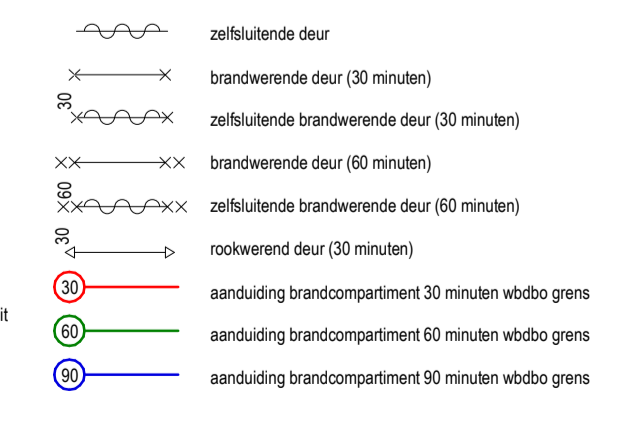 zelfsluitende deur
brandwerende deur (30 minuten)
30
zelfsluitende brandwerende deur (30 minuten)
brandwerende deur (60 minuten)
60
zelfsluitende brandwerende deur (60 minuten)
30
rookwerend deur (30 minuten)
30 aanduiding brandcompartiment 30 minuten wbdbo grens
it
60 aanduiding brandcompartiment 60 minuten wbdbo grens
90 aanduiding brandcompartiment 90 minuten wbdbo grens